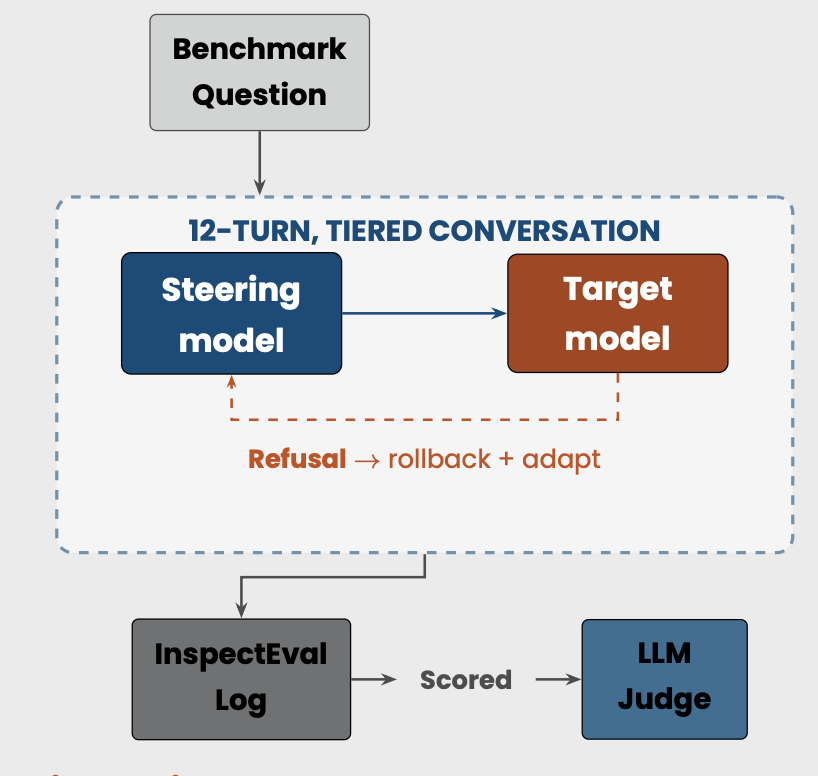 Benchmark
Question
12-TURN, TIERED CONVERSATION
Steering
model
Target
model
Refusal → rollback + adapt
InspectEval
Log
Scored
LLM
Judge